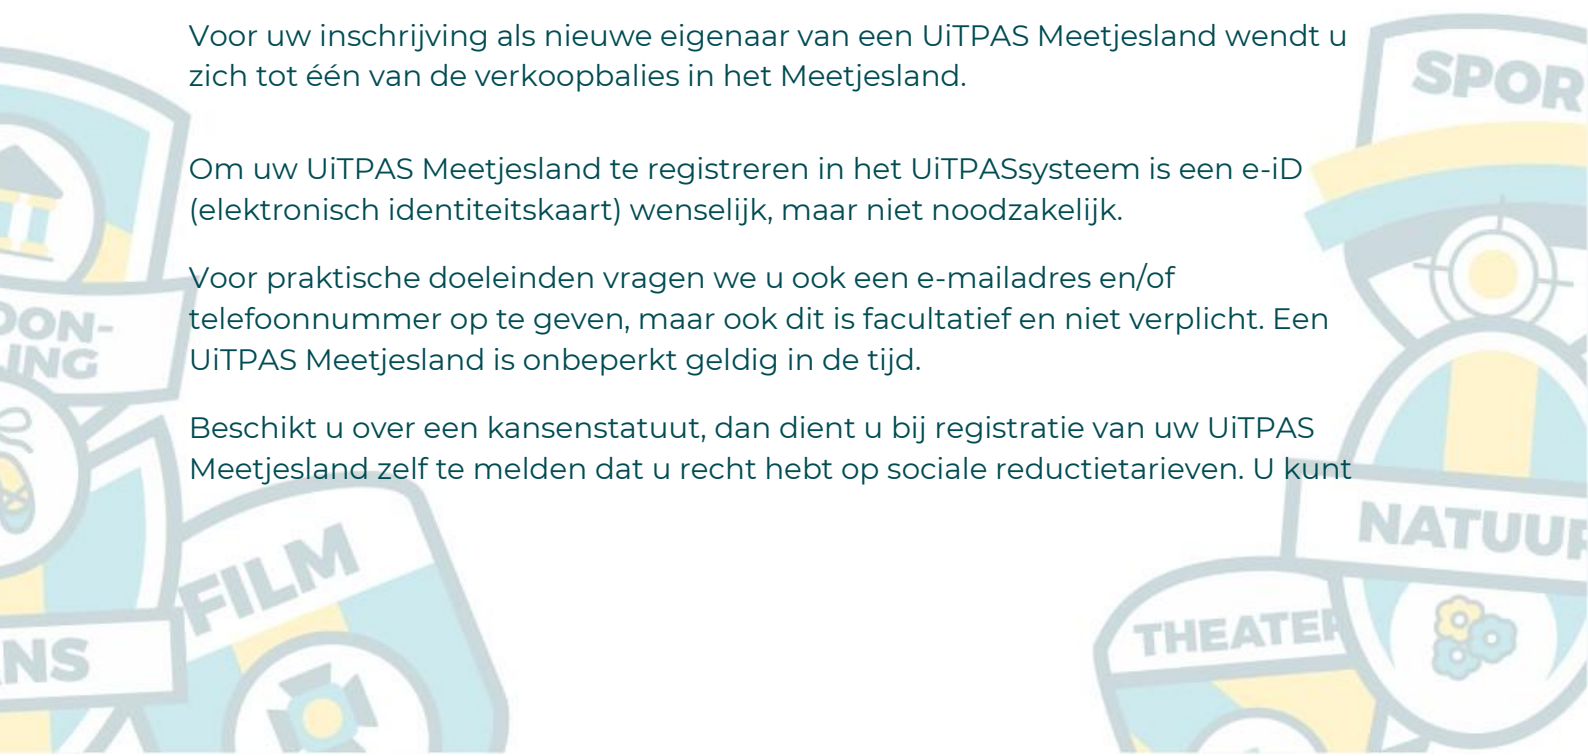 Voor uw inschrijving als nieuwe eigenaar van een UiTPAS Meetjesland wendt u
zich tot één van de verkoopbalies in het Meetjesland.
Om uw UiTPAS Meetjesland te registreren in het UiTPASsysteem is een e-iD
(elektronisch identiteitskaart) wenselijk, maar niet noodzakelijk.
Voor praktische doeleinden vragen we u ook een e-mailadres en/of
telefoonnummer op te geven, maar ook dit is facultatief en niet verplicht. Een
UiTPAS Meetjesland is onbeperkt geldig in de tijd.
Beschikt u over een kansenstatuut, dan dient u bij registratie van uw UiTPAS
Meetjesland zelf te melden dat u recht hebt op sociale reductietarieven. U kunt
SPOR
OON-
LING
NATUUR
FILM
THEATER
ANS